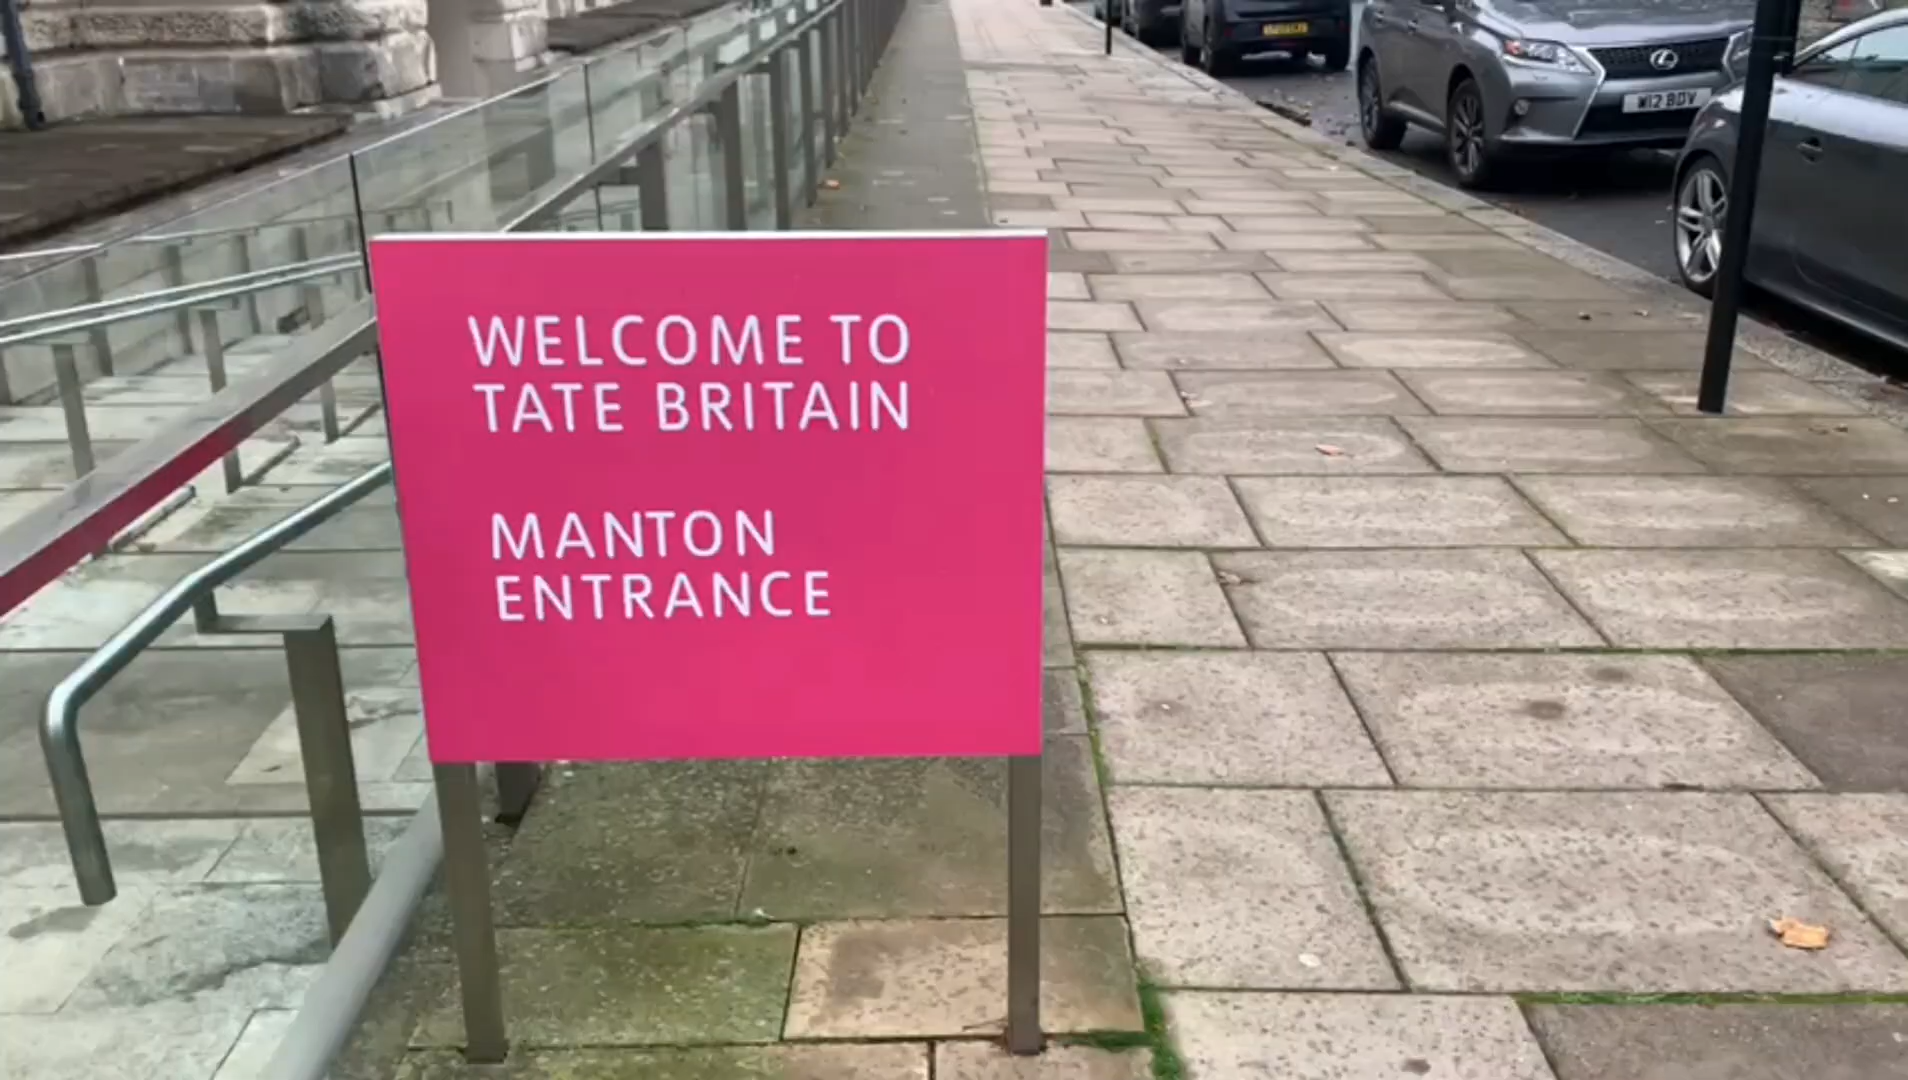 WELCOME TO
TATE BRITAIN
MANTON
ENTRANCE
W12 BDV